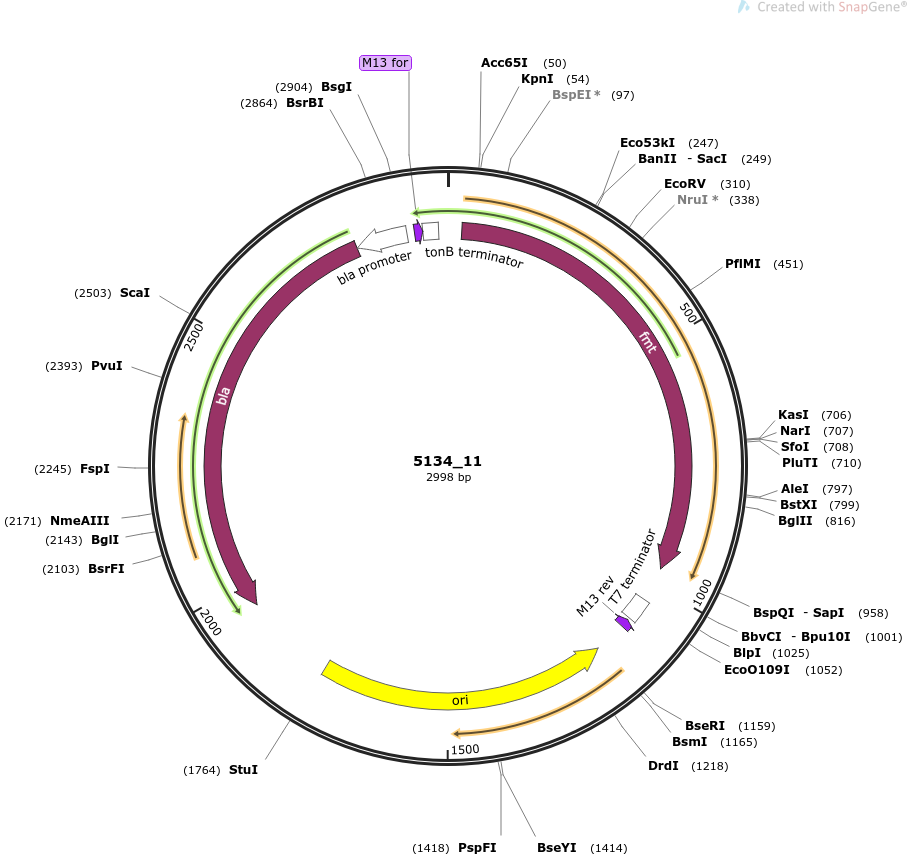 Created with SnapGene®
M13 for
Acc65I (50)
KpnI (54)
BspEI * (97)
(2904) BsgI
(2864) BsrBI
Eco53kI (247)
BanII - SacI (249)
EcoRV (310)
NruI * (338)
PflMI (451)
bla promoter
tonB terminator
(2503) ScaI
2500
500
fmt
(2393) PvuI
bla
KasI (706)
NarI (707)
SfoI (708)
PluTI (710)
5134_11
2998 bp
(2245) FspI
AleI (797)
BstXI (799)
BglII (816)
(2171) NmeAIII
(2143) BglI
(2103) BsrFI
T7 terminator
M13 rev
2000
1000
BspQI - SapI (958)
BbvCI - Bpu10I (1001)
BlpI (1025)
EcoO109I (1052)
ori
BseRI (1159)
BsmI (1165)
1500
DrdI (1218)
(1764) StuI
(1418) PspFI
BseYI (1414)